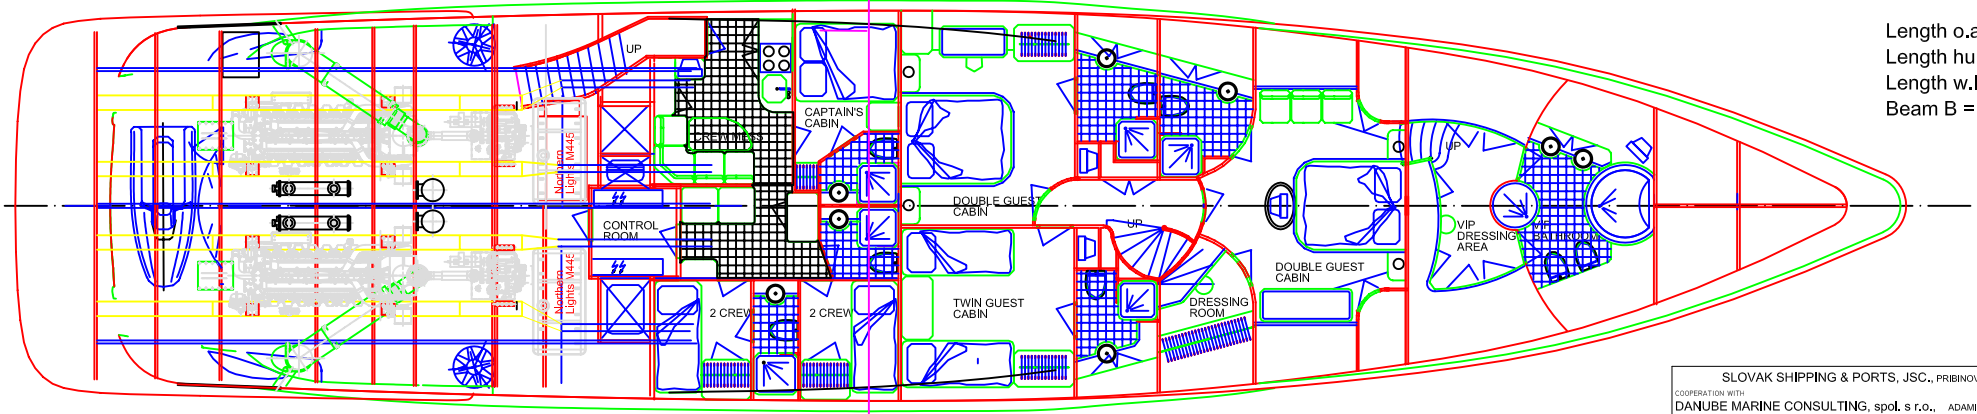 Length o.a
Length hu
Length w.l
Beam B =
UP
CAPTAIN'S
CABIN
CREW MESS
Northern
Lights M445
UP
DOUBLE GUEST
CABIN
CONTROL
ROOM
UP
VIP
DRESSING
AREA
VIP
BATHROOM
Northern
Lights M445
DOUBLE GUEST
CABIN
2 CREW
2 CREW
TWIN GUEST
CABIN
DRESSING
ROOM
SLOVAK SHIPPING & PORTS, JSC., PRIBINOV
COOPERATION WITH
DANUBE MARINE CONSULTING, spol. s r.o., ADAMI